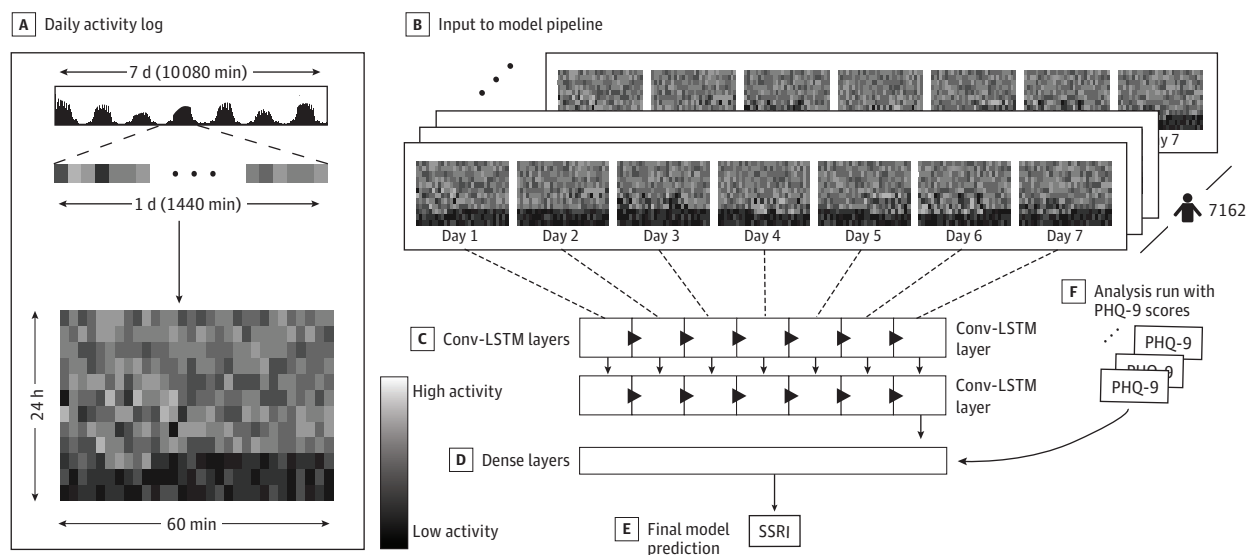 A Daily activity log
7 d (10 080 min)
1 d (1440 min)
24 h
60 min
B Input to model pipeline
y 7
Day 1 Day 2 Day 3 Day 4 Day 5 Day 6 Day 7
7162
C Conv-LSTM layers
Conv-LSTM
layer
Conv-LSTM
layer
High activity
Low activity
D Dense layers
E Final model
prediction
SSRI
F Analysis run with
PHQ-9 scores
PHQ-9
PHQ-9
PHQ-9